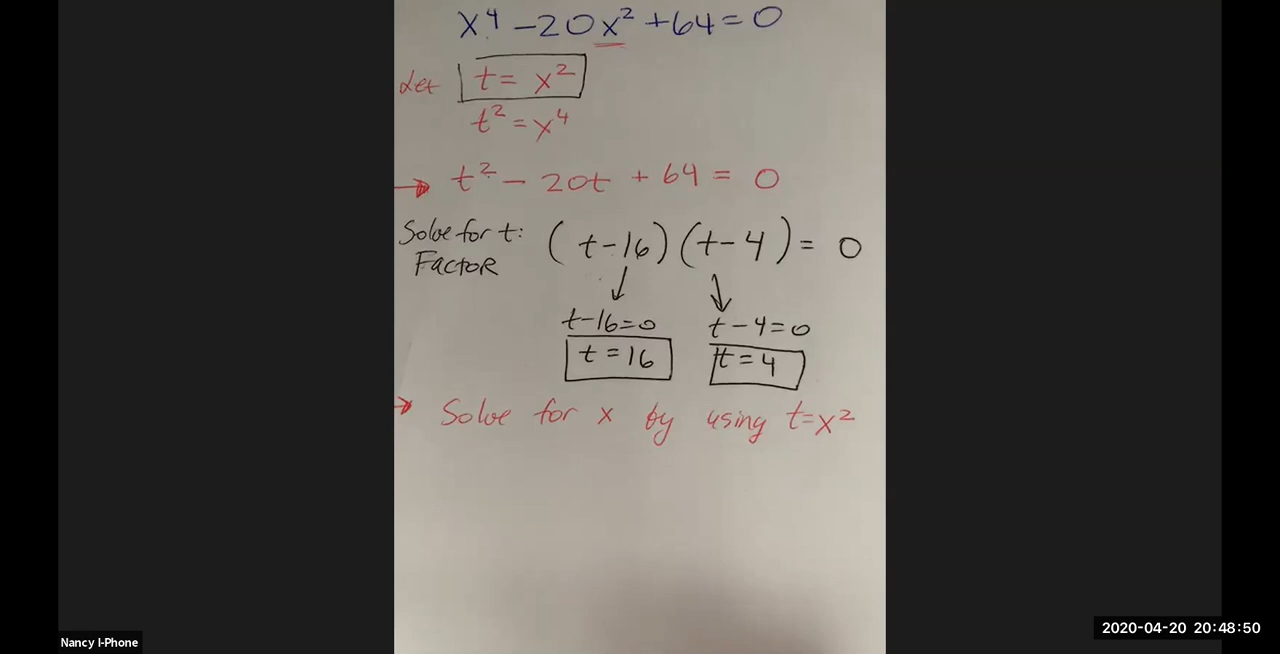 x⁴ - 20x² + 64 = 0
Let t = x²
t² = x⁴
→ t² - 20t + 64 = 0
Solve for t: (t-16)(t-4) = 0
Factor
t-16=0 t-4=0
t=16 t=4
→ Solve for x by using t=x²
Nancy I-Phone
2020-04-20 20:48:50